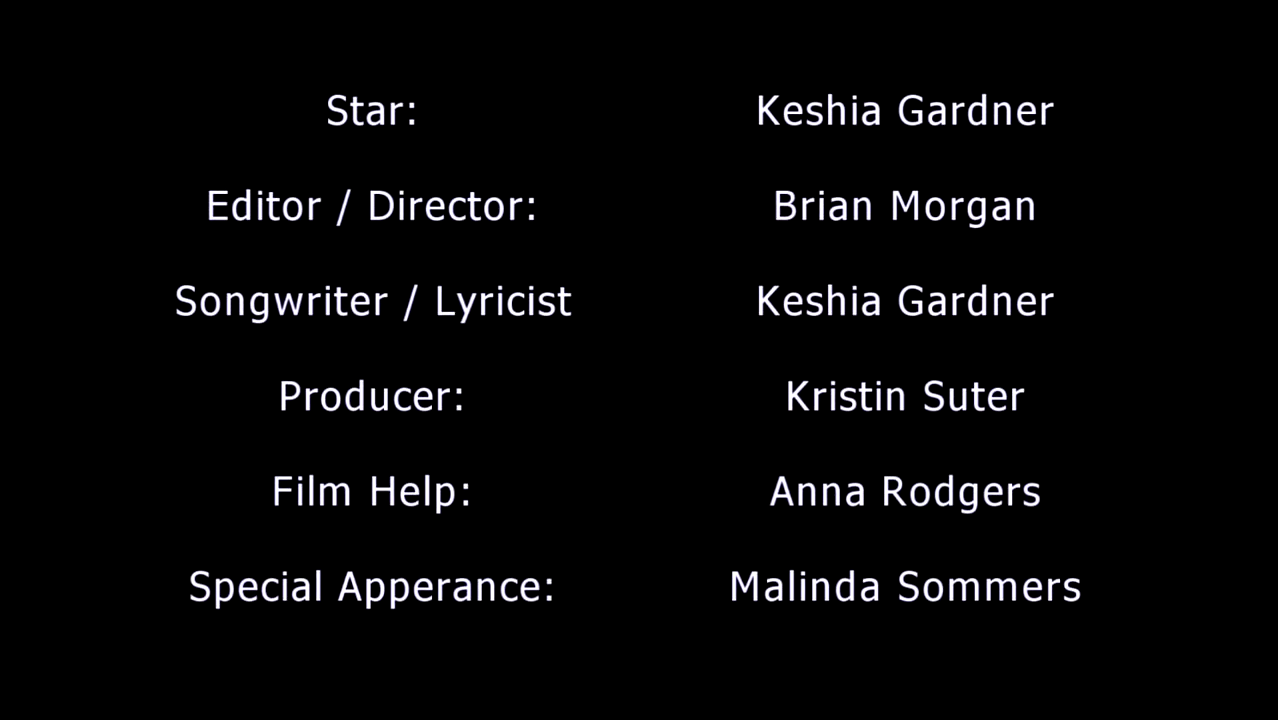 Star: Keshia Gardner
Editor / Director: Brian Morgan
Songwriter / Lyricist Keshia Gardner
Producer: Kristin Suter
Film Help: Anna Rodgers
Special Apperance: Malinda Sommers